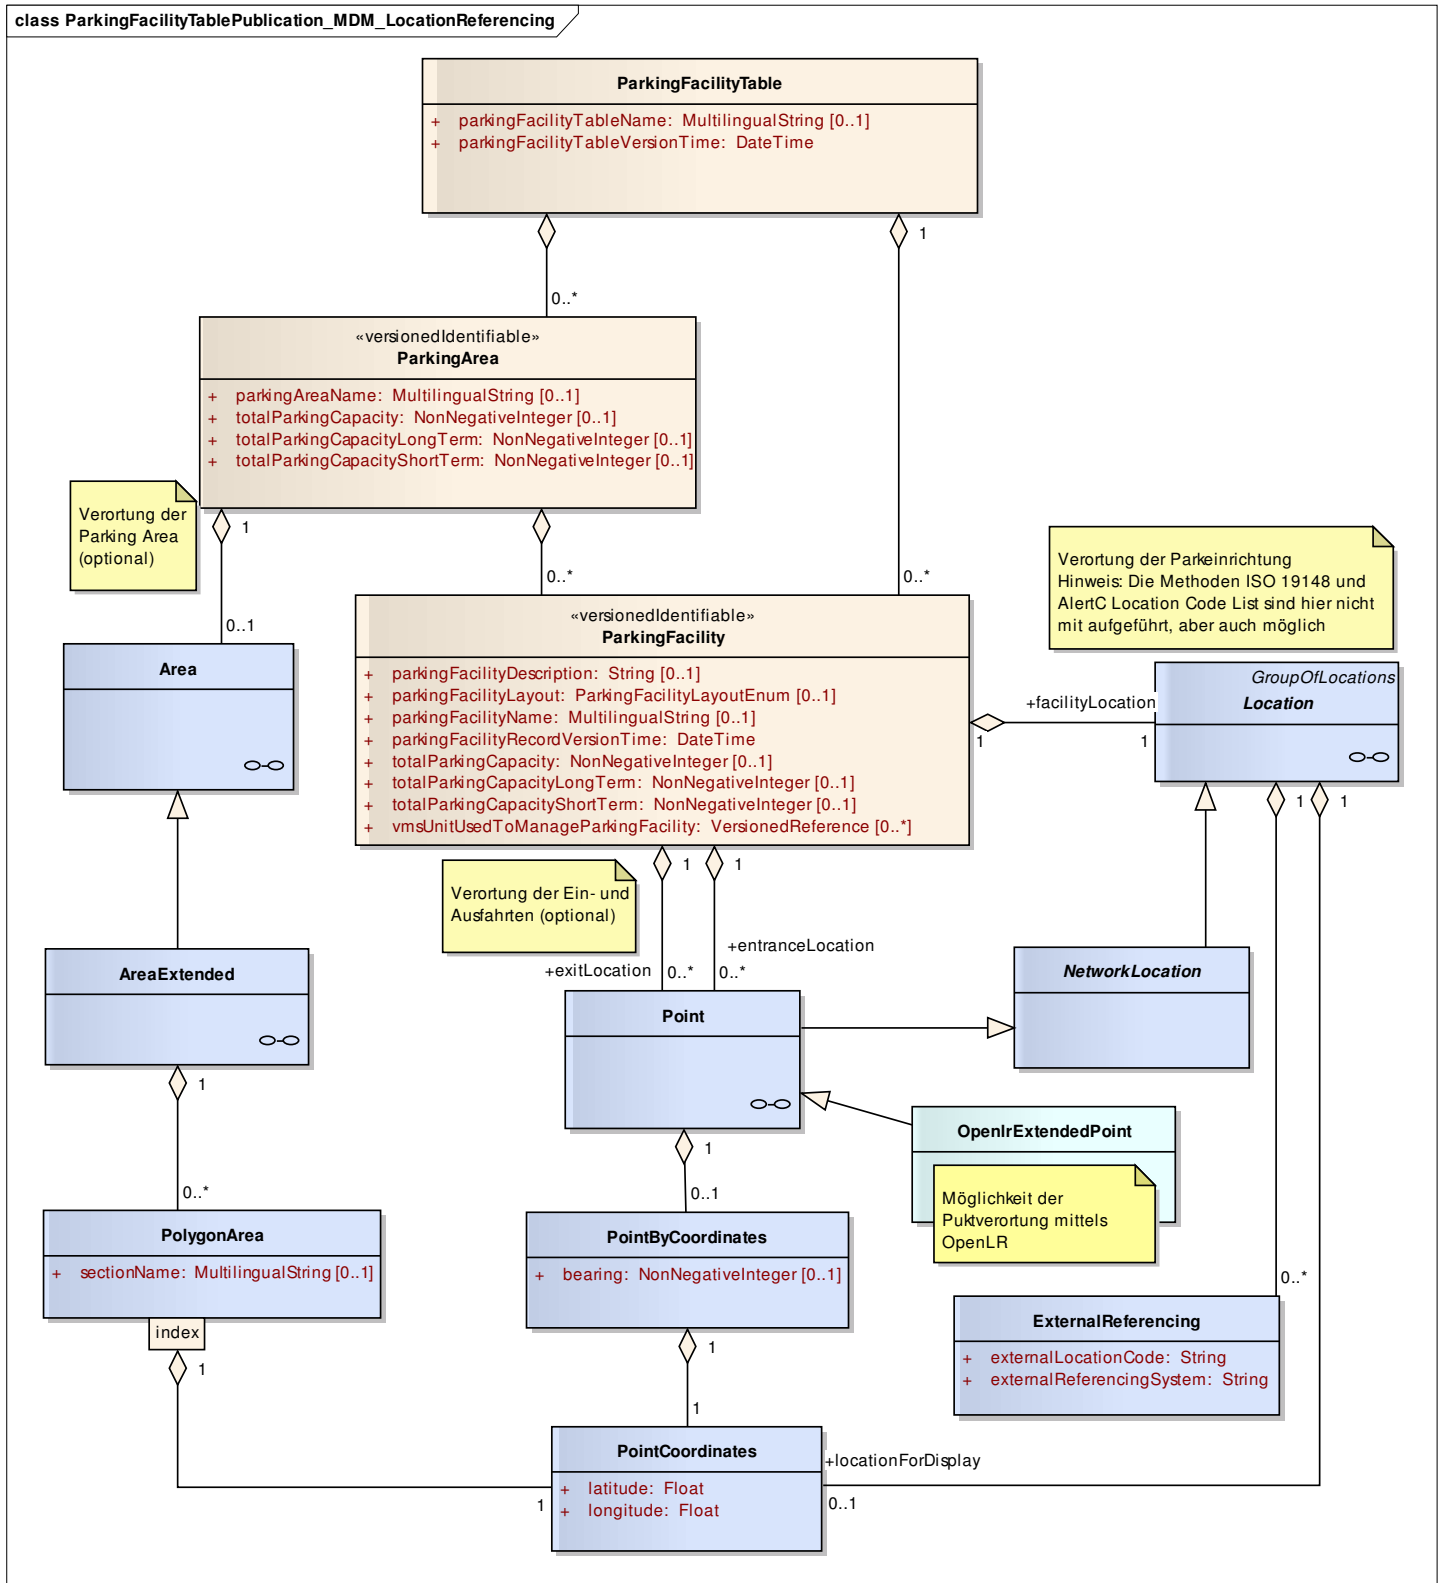 class ParkingFacilityTablePublication_MDM_LocationReferencing
ParkingFacilityTable
+ parkingFacilityTableName: MultilingualString [0..1]
+ parkingFacilityTableVersionTime: DateTime
1
0..*
«versionedIdentifiable»
ParkingArea
+ parkingAreaName: MultilingualString [0..1]
+ totalParkingCapacity: NonNegativeInteger [0..1]
+ totalParkingCapacityLongTerm: NonNegativeInteger [0..1]
+ totalParkingCapacityShortTerm: NonNegativeInteger [0..1]
Verortung der
Parking Area
(optional)
1
0..*
0..*
Verortung der Parkeinrichtung
Hinweis: Die Methoden ISO 19148 und
AlertC Location Code List sind hier nicht
mit aufgeführt, aber auch möglich
0..1
Area
«versionedIdentifiable»
ParkingFacility
+ parkingFacilityDescription: String [0..1]
+ parkingFacilityLayout: ParkingFacilityLayoutEnum [0..1]
+ parkingFacilityName: MultilingualString [0..1]
+ parkingFacilityRecordVersionTime: DateTime
+ totalParkingCapacity: NonNegativeInteger [0..1]
+ totalParkingCapacityLongTerm: NonNegativeInteger [0..1]
+ totalParkingCapacityShortTerm: NonNegativeInteger [0..1]
+ vmsUnitUsedToManageParkingFacility: VersionedReference [0..*]
+facilityLocation
1
1
GroupOfLocations
Location
1
1
1
1
Verortung der Ein- und
Ausfahrten (optional)
+entranceLocation
+exitLocation
0..*
0..*
AreaExtended
Point
NetworkLocation
1
1
OpenlrExtendedPoint
Möglichkeit der
Puktverortung mittels
OpenLR
0..*
0..1
PolygonArea
+ sectionName: MultilingualString [0..1]
index
1
PointByCoordinates
+ bearing: NonNegativeInteger [0..1]
1
0..*
ExternalReferencing
+ externalLocationCode: String
+ externalReferencingSystem: String
1
PointCoordinates
+ latitude: Float
+ longitude: Float
1
+locationForDisplay
0..1